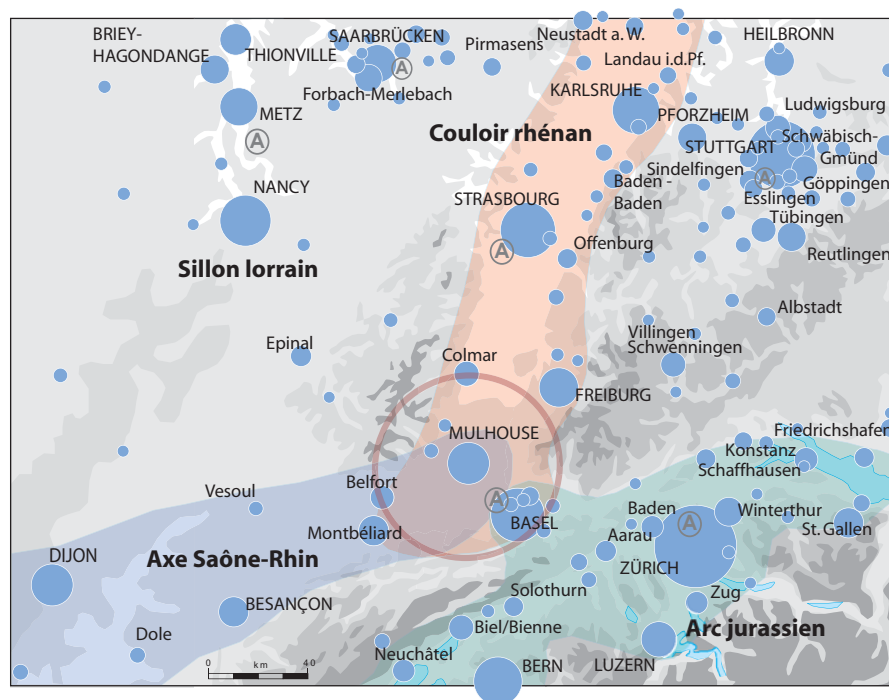 BRIEY-
HAGONDANGE
THIONVILLE
SAARBRÜCKEN
Pirmasens
Neustadt a. W.
HEILBRONN
Landau i.d.Pf.
KARLSRUHE
Forbach-Merlebach
A
METZ
A
Couloir rhénan
PFORZHEIM
Ludwigsburg
STUTTGART
Schwäbisch-
Gmünd
Sindelfingen
A
Göppingen
Esslingen
Tübingen
Reutlingen
NANCY
STRASBOURG
A
Baden -
Baden
Offenburg
Sillon lorrain
Albstadt
Epinal
Colmar
Villingen
Schwenningen
FREIBURG
MULHOUSE
Friedrichshafen
Konstanz
Schaffhausen
Vesoul
Belfort
A
BASEL
Baden
A
Winterthur
St. Gallen
Montbéliard
Aarau
ZÜRICH
DIJON
Axe Saône-Rhin
BESANÇON
Solothurn
Zug
Biel/Bienne
Arc jurassien
Dole
Neuchâtel
BERN
LUZERN
0 km 40